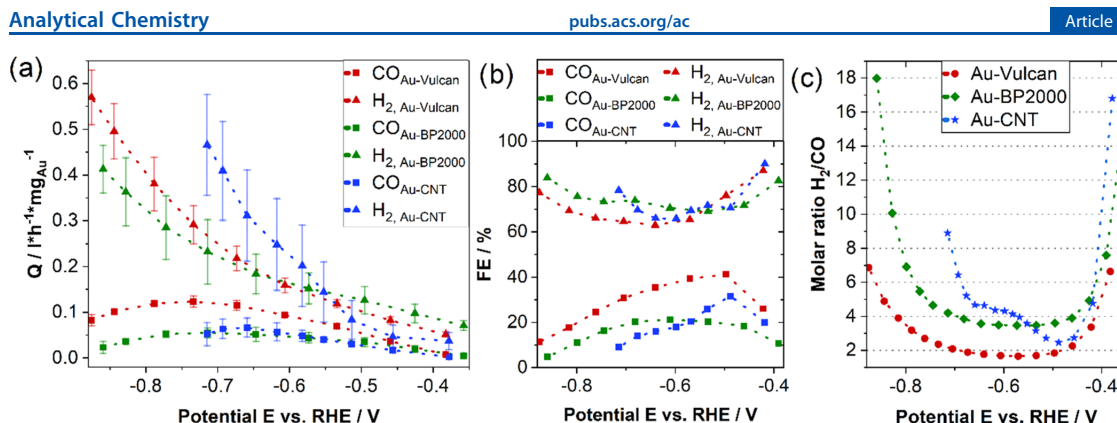 Analytical Chemistry
pubs.acs.org/ac
Article
(a)
0.6
0.5
0.4
0.3
0.2
0.1
0.0
Q / l*h-1*mgAu-1
COAu-Vulcan
H2, Au-Vulcan
COAu-BP2000
H2, Au-BP2000
COAu-CNT
H2, Au-CNT
-0.8 -0.7 -0.6 -0.5 -0.4
Potential E vs. RHE / V
(b)
COAu-Vulcan H2, Au-Vulcan
COAu-BP2000 H2, Au-BP2000
COAu-CNT H2, Au-CNT
100
80
60
40
20
0
FE / %
-0.8 -0.6 -0.4
Potential E vs. RHE / V
(c)
18
16
14
12
10
8
6
4
2
Molar ratio H2/CO
Au-Vulcan
Au-BP2000
Au-CNT
-0.8 -0.6 -0.4
Potential E vs. RHE / V